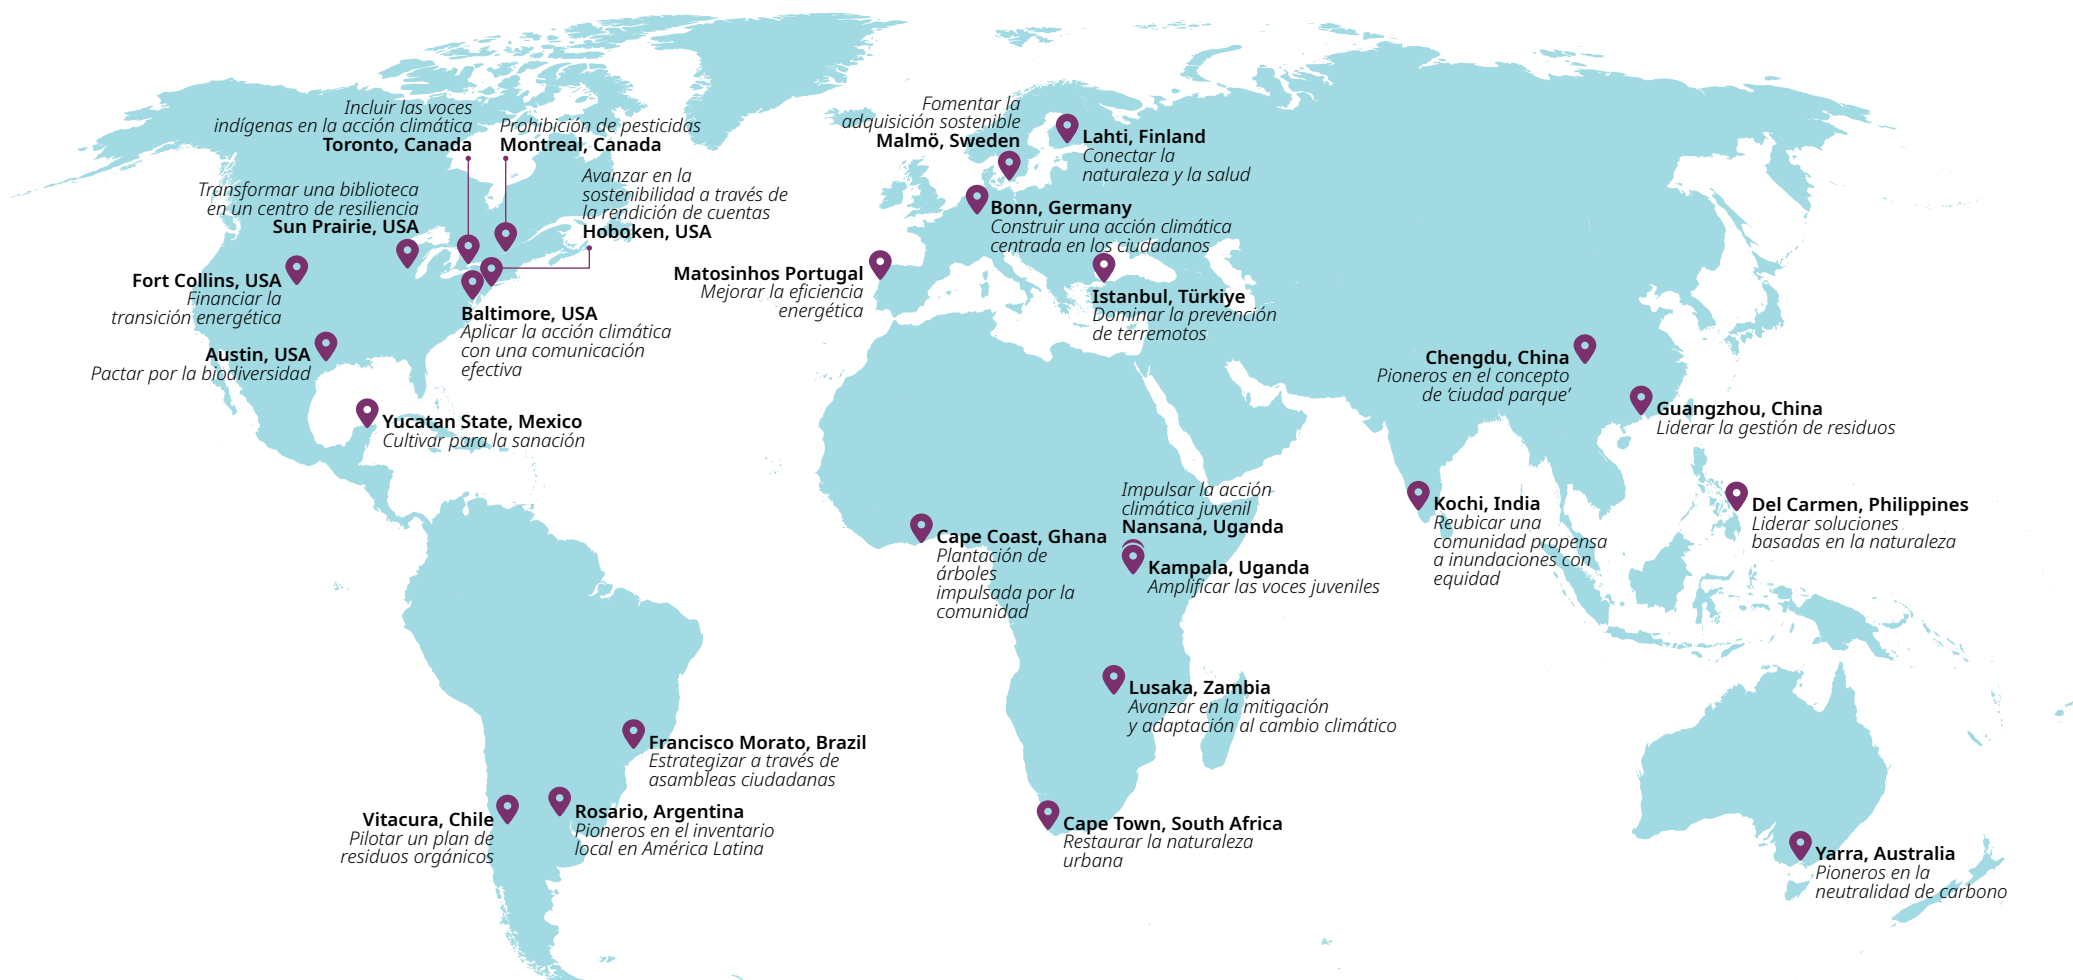 Incluir las voces
indígenas en la acción climática
Toronto, Canada
Prohibición de pesticidas
Montreal, Canada
Transformar una biblioteca
en un centro de resiliencia
Sun Prairie, USA
Avanzar en la
sostenibilidad a través de
la rendición de cuentas
Hoboken, USA
Fort Collins, USA
Financiar la
transición energética
Baltimore, USA
Aplicar la acción climática
con una comunicación
efectiva
Austin, USA
Pactar por la biodiversidad
Yucatan State, Mexico
Cultivar para la sanación
Francisco Morato, Brazil
Estrategizar a través de
asambleas ciudadanas
Vitacura, Chile
Pilotar un plan de
residuos orgánicos
Rosario, Argentina
Pioneros en el inventario
local en América Latina
Fomentar la
adquisición sostenible
Malmö, Sweden
Lahti, Finland
Conectar la
naturaleza y la salud
Bonn, Germany
Construir una acción climática
centrada en los ciudadanos
Matosinhos Portugal
Mejorar la eficiencia
energética
Istanbul, Türkiye
Dominar la prevención
de terremotos
Cape Coast, Ghana
Plantación de
árboles
impulsada por la
comunidad
Impulsar la acción
climática juvenil
Nansana, Uganda
Kampala, Uganda
Amplificar las voces juveniles
Lusaka, Zambia
Avanzar en la mitigación
y adaptación al cambio climático
Cape Town, South Africa
Restaurar la naturaleza
urbana
Chengdu, China
Pioneros en el concepto
de ‘ciudad parque’
Guangzhou, China
Liderar la gestión de residuos
Kochi, India
Reubicar una
comunidad propensa
a inundaciones con
equidad
Del Carmen, Philippines
Liderar soluciones
basadas en la naturaleza
Yarra, Australia
Pioneros en la
neutralidad de carbono